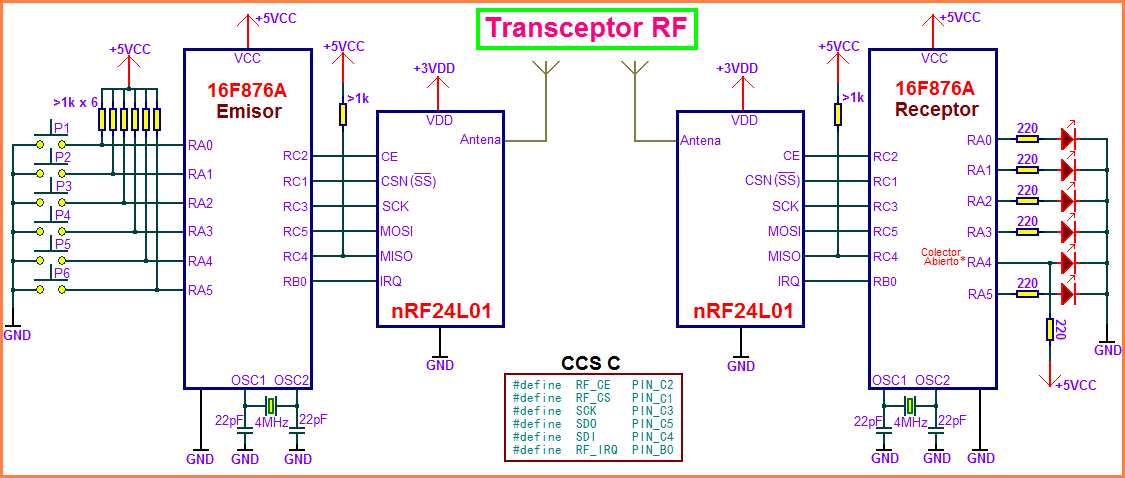 Transceptor RF
+5VCC
VCC
16F876A
Emisor
+5VCC
>1k x 6
P1
P2
P3
P4
P5
P6
GND
RA0
RA1
RA2
RA3
RA4
RA5
RC2
RC1
RC3
RC5
RC4
RB0
OSC1 OSC2
22pF
4MHz
22pF
GND
GND
GND
+5VCC
>1k
+3VDD
VDD
Antena
CE
CSN (SS)
SCK
MOSI
MISO
IRQ
nRF24L01
GND
CCS C
#define RF_CE PIN_C2
#define RF_CS PIN_C1
#define SCK PIN_C3
#define SDO PIN_C5
#define SDI PIN_C4
#define RF_IRQ PIN_B0
+3VDD
VDD
Antena
CE
CSN (SS)
SCK
MOSI
MISO
IRQ
nRF24L01
GND
+5VCC
>1k
+5VCC
VCC
16F876A
Receptor
RC2
RC1
RC3
RC5
RC4
RB0
RA0
RA1
RA2
RA3
Colector
Abierto*
RA4
RA5
220
220
220
220
220
220
+5VCC
GND
OSC1 OSC2
22pF
4MHz
22pF
GND
GND
GND